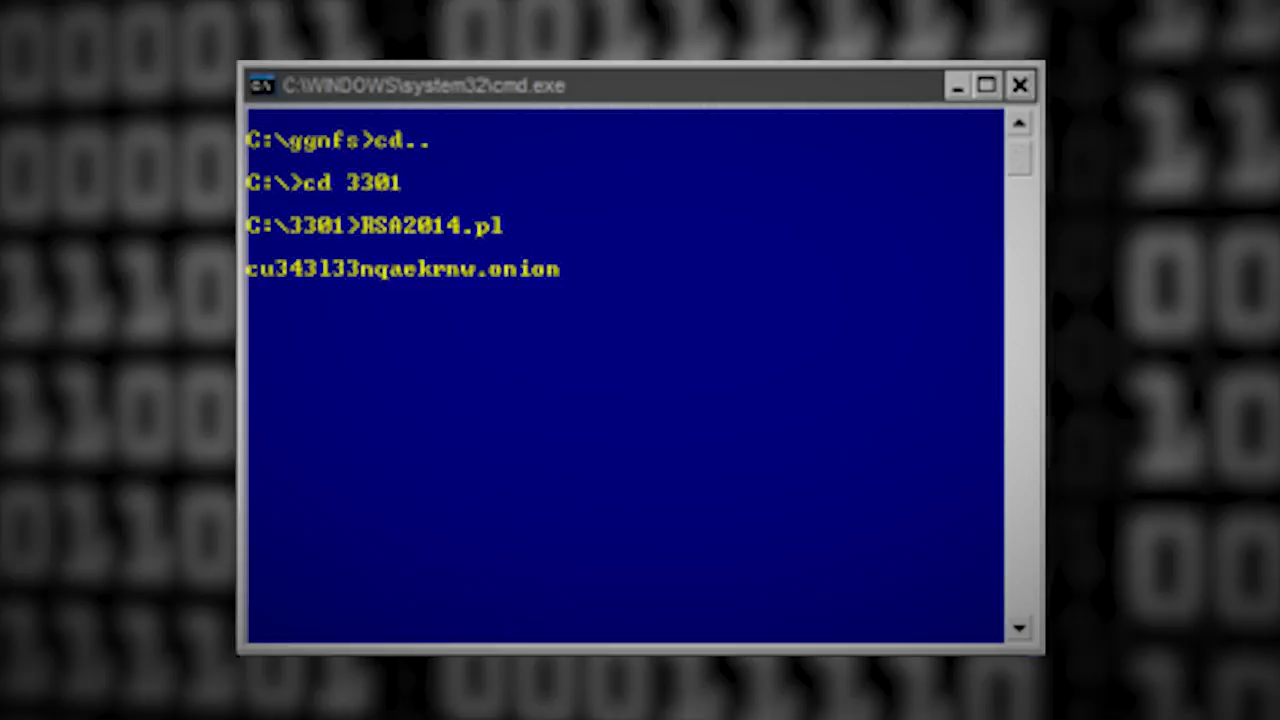 C:\WINDOWS\system32\cmd.exe
C:\ggnfs>cd..
C:\>cd 3301
C:\3301>RSA2014.pl
cu343l33nqaekrnw.onion